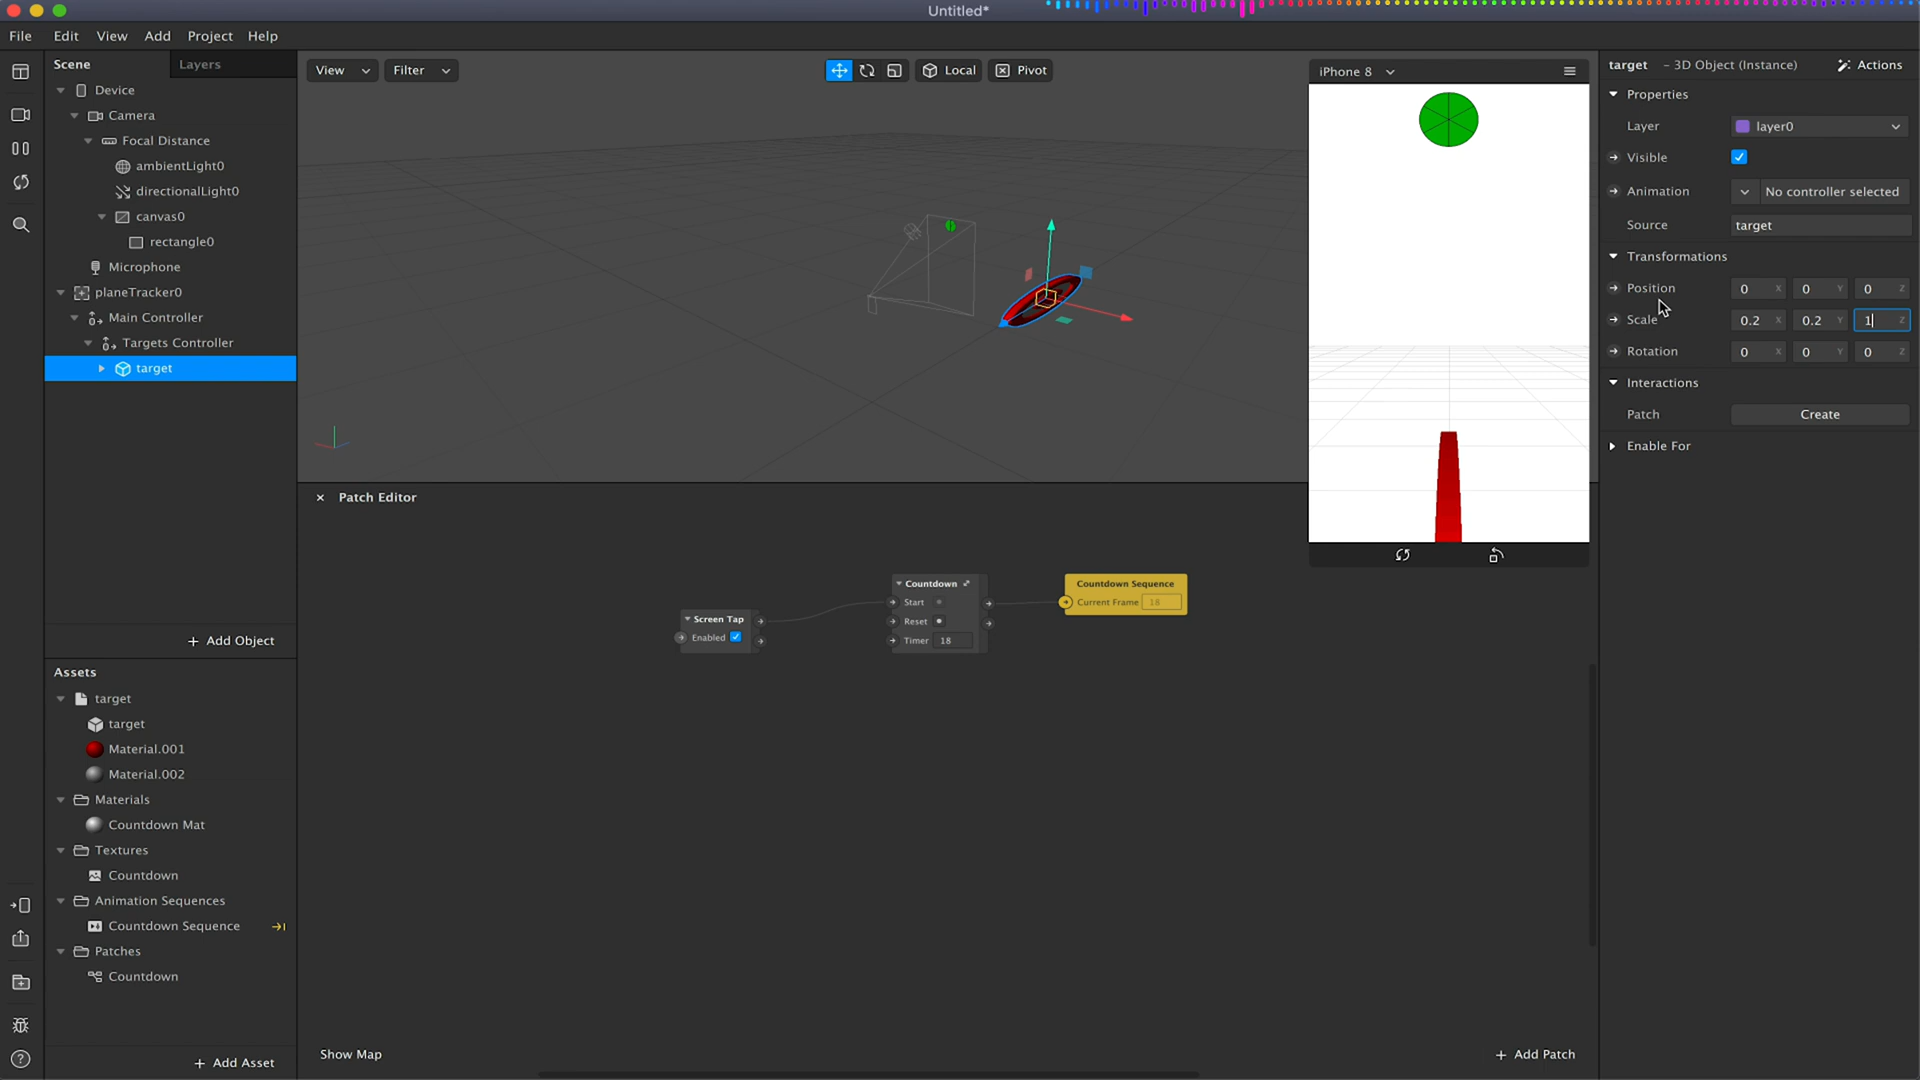 Untitled*
File Edit View Add Project Help
Scene Layers
Device
Camera
Focal Distance
ambientLight0
directionalLight0
canvas0
rectangle0
Microphone
planeTracker0
Main Controller
Targets Controller
target
+ Add Object
Assets
target
target
Material.001
Material.002
Materials
Countdown Mat
Textures
Countdown
Animation Sequences
Countdown Sequence
Patches
Countdown
+ Add Asset
View Filter Local Pivot
iPhone 8
Patch Editor
Screen Tap
Enabled
Countdown
Start
Reset
Timer 18
Countdown Sequence
Current Frame 18
Show Map
+ Add Patch
target - 3D Object (Instance) Actions
Properties
Layer layer0
Visible
Animation No controller selected
Source target
Transformations
Position 0 X 0 Y 0 Z
Scale 0.2 X 0.2 Y 1 Z
Rotation 0 X 0 Y 0 Z
Interactions
Patch Create
Enable For